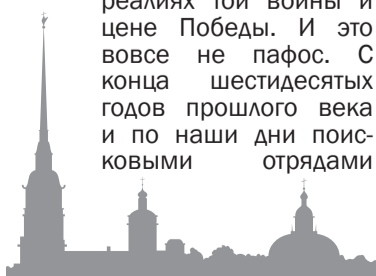 реалиях той войны и
цене Победы. И это
вовсе не пафос. С
конца шестидесятых
годов прошлого века
и по наши дни поис-
ковыми отрядами